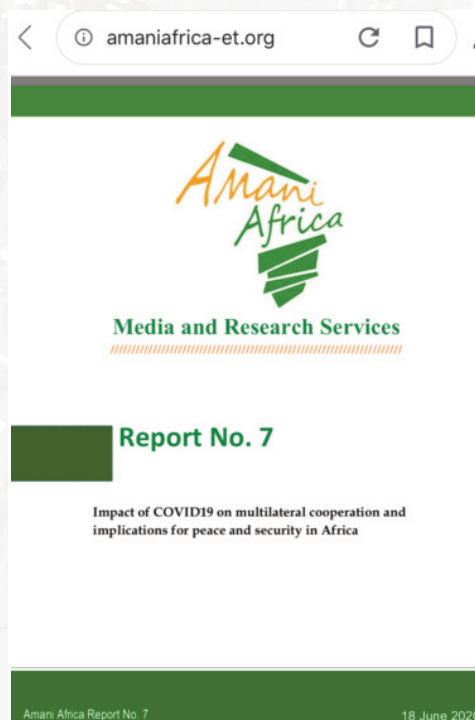 amaniafrica-et.org
Amani
Africa
Media and Research Services
Report No. 7
Impact of COVID19 on multilateral cooperation and
implications for peace and security in Africa
Amani Africa Report No. 7
18 June 2020